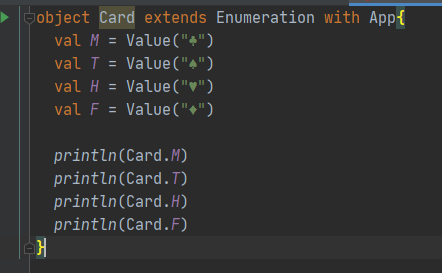 object Card extends Enumeration with App{
val M = Value("♣")
val T = Value("♠")
val H = Value("♥")
val F = Value("♦")
println(Card.M)
println(Card.T)
println(Card.H)
println(Card.F)
}